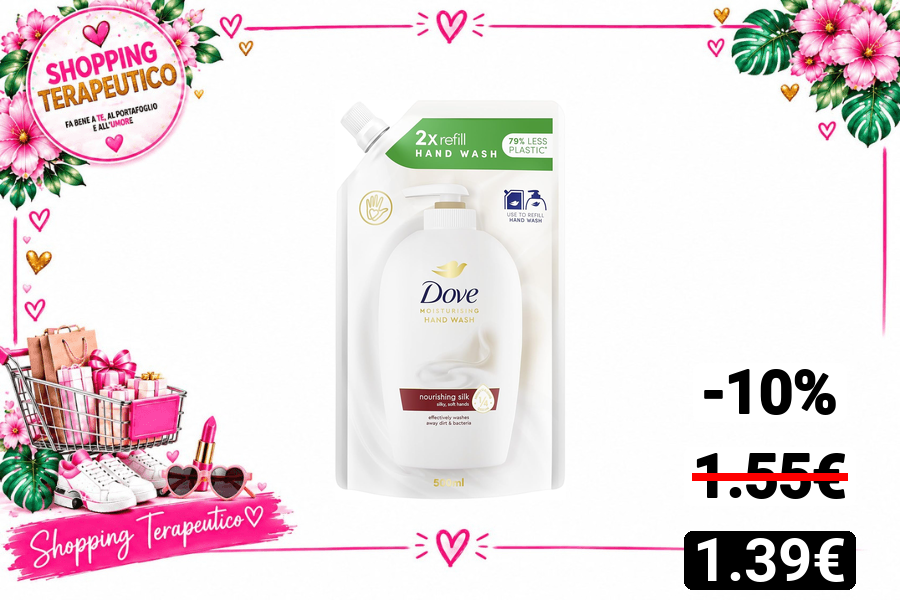 SHOPPING
TERAPEUTICO
FA BENE A TE, AL PORTAFOGLIO
E ALL'UMORE
2x refill
HAND WASH
79% LESS
PLASTIC*
USE TO REFILL
HAND WASH
Dove
MOISTURISING
HAND WASH
nourishing silk
silky, soft hands
effectively washes
away dirt & bacteria
-10%
1.55€
1.39€
Shopping Terapeutico